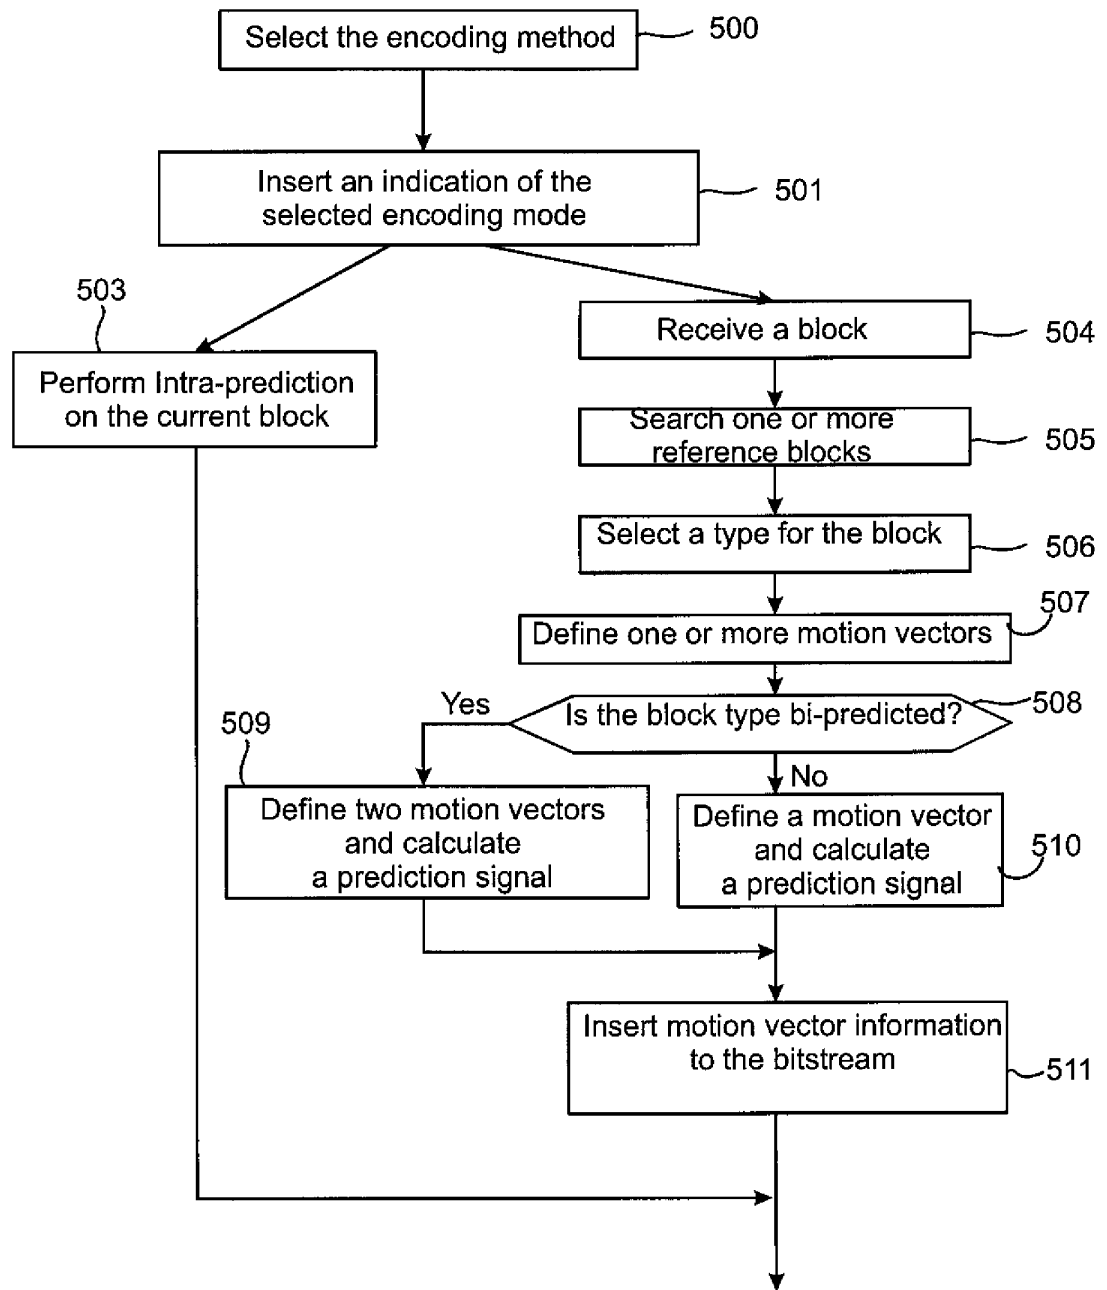 Select the encoding method
500
Insert an indication of the
selected encoding mode
501
503
Perform Intra-prediction
on the current block
Receive a block
504
Search one or more
reference blocks
505
Select a type for the block
506
507
Define one or more motion vectors
508
Is the block type bi-predicted?
Yes
No
509
Define two motion vectors
and calculate
a prediction signal
Define a motion vector
and calculate
a prediction signal
510
Insert motion vector information
to the bitstream
511